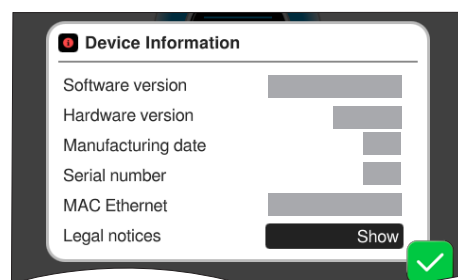 Device Information
Software version
Hardware version
Manufacturing date
Serial number
MAC Ethernet
Legal notices Show